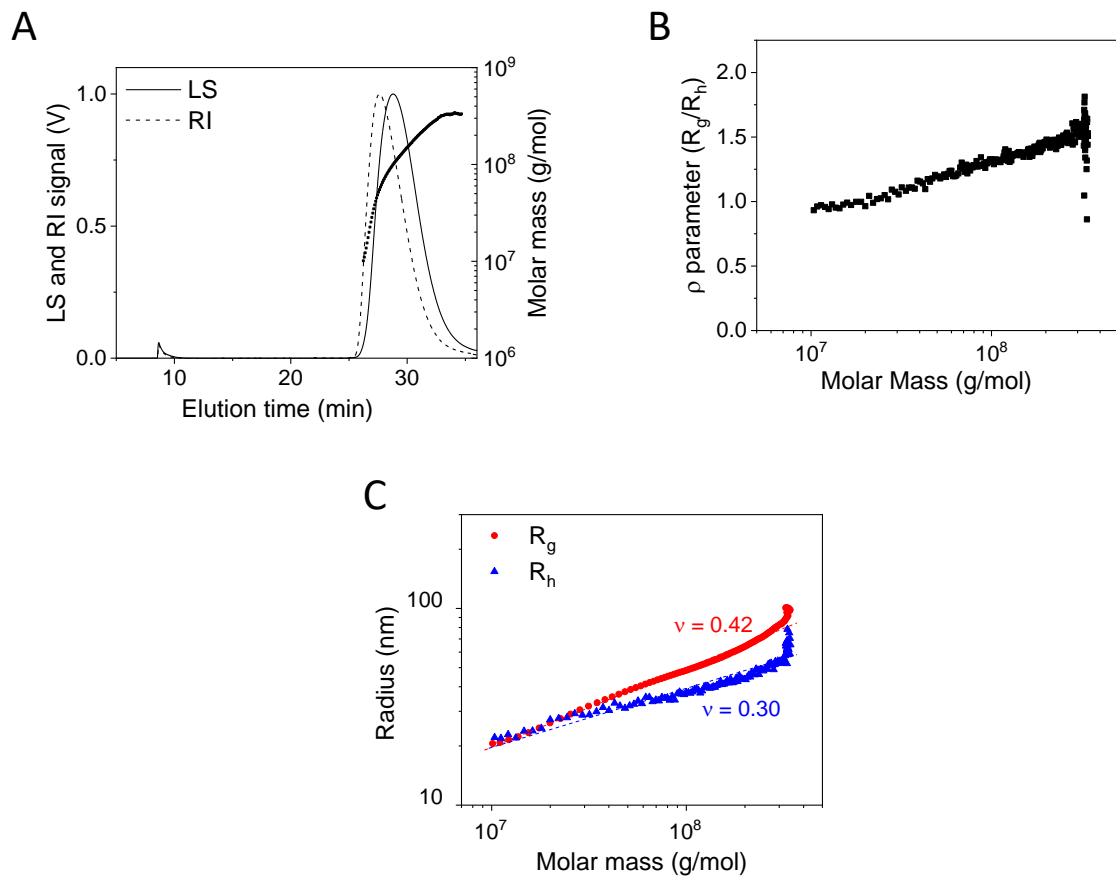 A
LS
RI
LS and RI signal (V)
1.0
0.5
0.0
10⁹
10⁸
10⁷
10⁶
Molar mass (g/mol)
10
20
30
Elution time (min)
B
ρ parameter (R_g/R_h)
2.0
1.5
1.0
0.5
0.0
10⁷
10⁸
Molar Mass (g/mol)
C
R_g
R_h
Radius (nm)
100
10
ν = 0.42
ν = 0.30
10⁷
10⁸
Molar mass (g/mol)